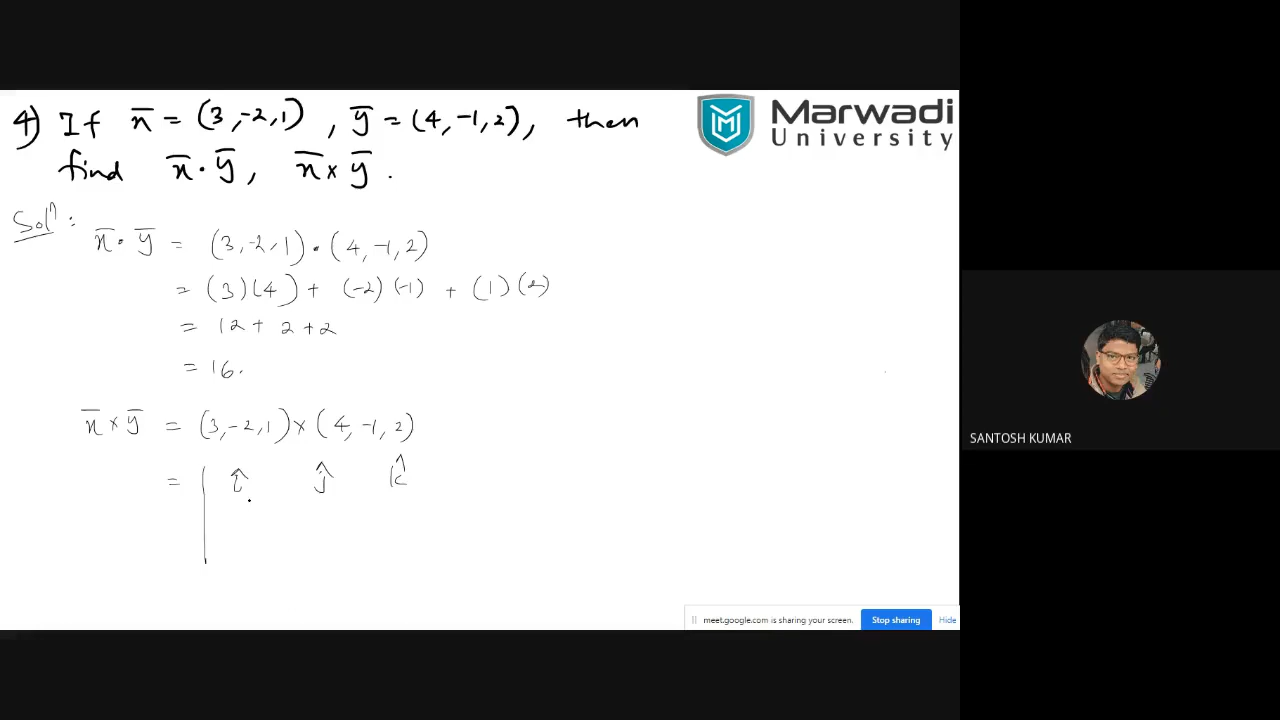 4) If x̄ = (3,-2,1), ȳ = (4,-1,2), then
find x̄ · ȳ, x̄ × ȳ.
Marwadi
University
Solⁿ:
x̄ · ȳ = (3,-2,1) · (4,-1,2)
= (3)(4) + (-2)(-1) + (1)(2)
= 12 + 2 + 2
= 16.
x̄ × ȳ = (3,-2,1) × (4,-1,2)
= | î ĵ k̂
SANTOSH KUMAR
meet.google.com is sharing your screen. Stop sharing Hide